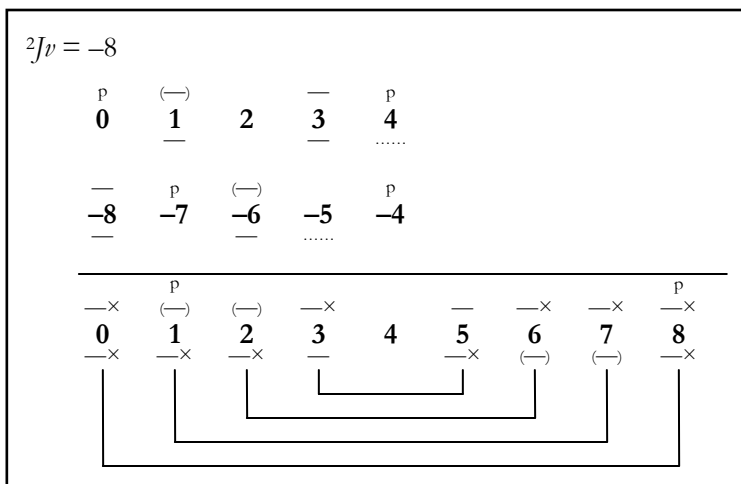 ²Jv = –8
p (—) — p
0 1 2 3 4
— — ......
— p (—) p
–8 –7 –6 –5 –4
— — ......
p p
—× (—) (—) —× — —× —× —×
0 1 2 3 4 5 6 7 8
—× —× —× — —× (—) (—) —×